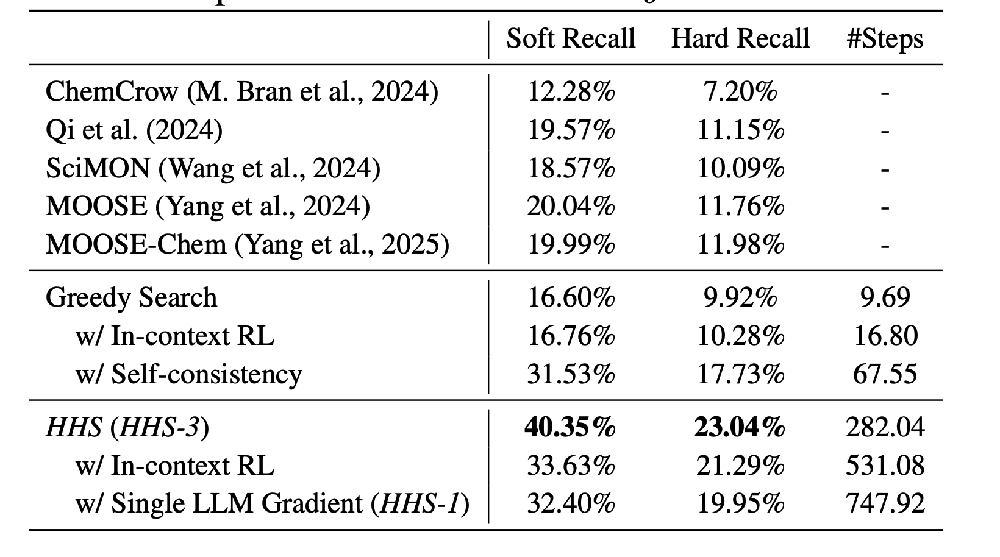 Soft Recall Hard Recall #Steps
ChemCrow (M. Bran et al., 2024) 12.28% 7.20% -
Qi et al. (2024) 19.57% 11.15% -
SciMON (Wang et al., 2024) 18.57% 10.09% -
MOOSE (Yang et al., 2024) 20.04% 11.76% -
MOOSE-Chem (Yang et al., 2025) 19.99% 11.98% -
Greedy Search 16.60% 9.92% 9.69
w/ In-context RL 16.76% 10.28% 16.80
w/ Self-consistency 31.53% 17.73% 67.55
HHS (HHS-3) 40.35% 23.04% 282.04
w/ In-context RL 33.63% 21.29% 531.08
w/ Single LLM Gradient (HHS-1) 32.40% 19.95% 747.92